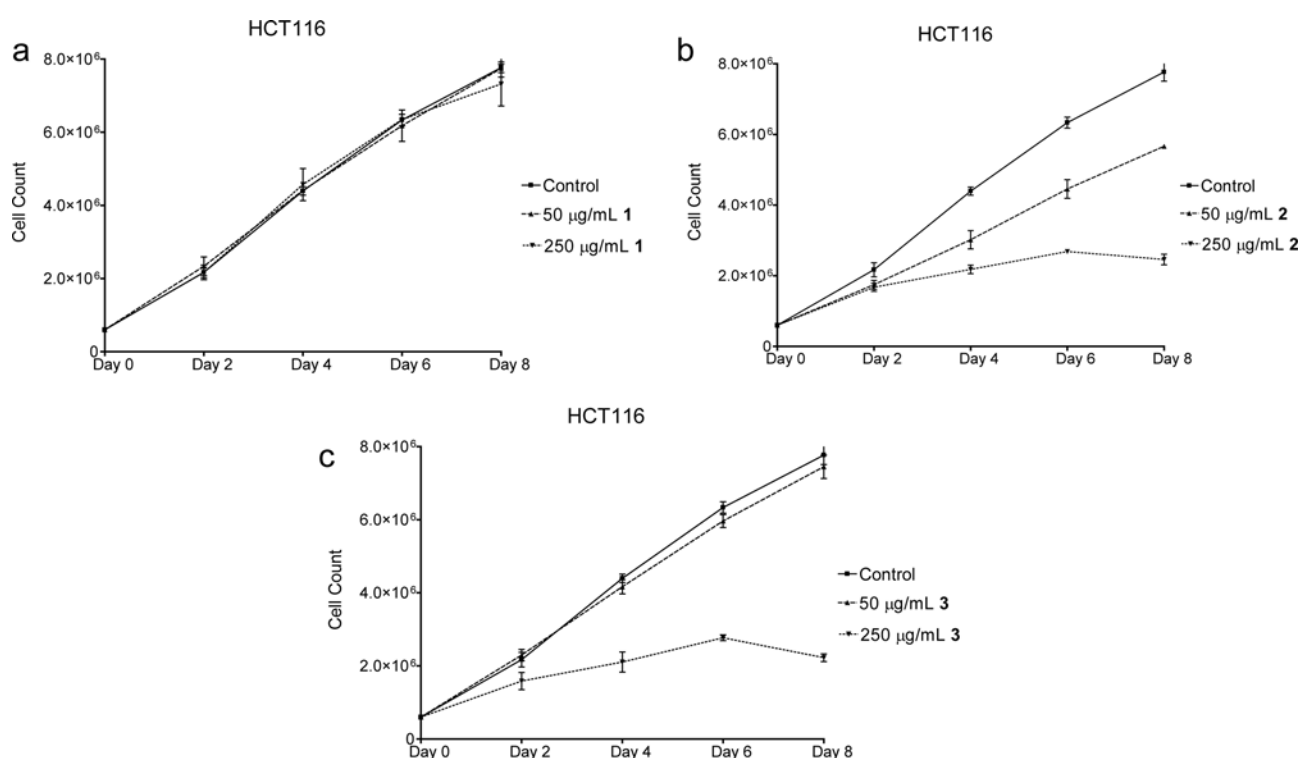 a
HCT116
8.0×10⁶
6.0×10⁶
4.0×10⁶
2.0×10⁶
0
Cell Count
Day 0 Day 2 Day 4 Day 6 Day 8
Control
50 μg/mL 1
250 μg/mL 1
b
HCT116
8.0×10⁶
6.0×10⁶
4.0×10⁶
2.0×10⁶
0
Cell Count
Day 0 Day 2 Day 4 Day 6 Day 8
Control
50 μg/mL 2
250 μg/mL 2
c
HCT116
8.0×10⁶
6.0×10⁶
4.0×10⁶
2.0×10⁶
0
Cell Count
Day 0 Day 2 Day 4 Day 6 Day 8
Control
50 μg/mL 3
250 μg/mL 3